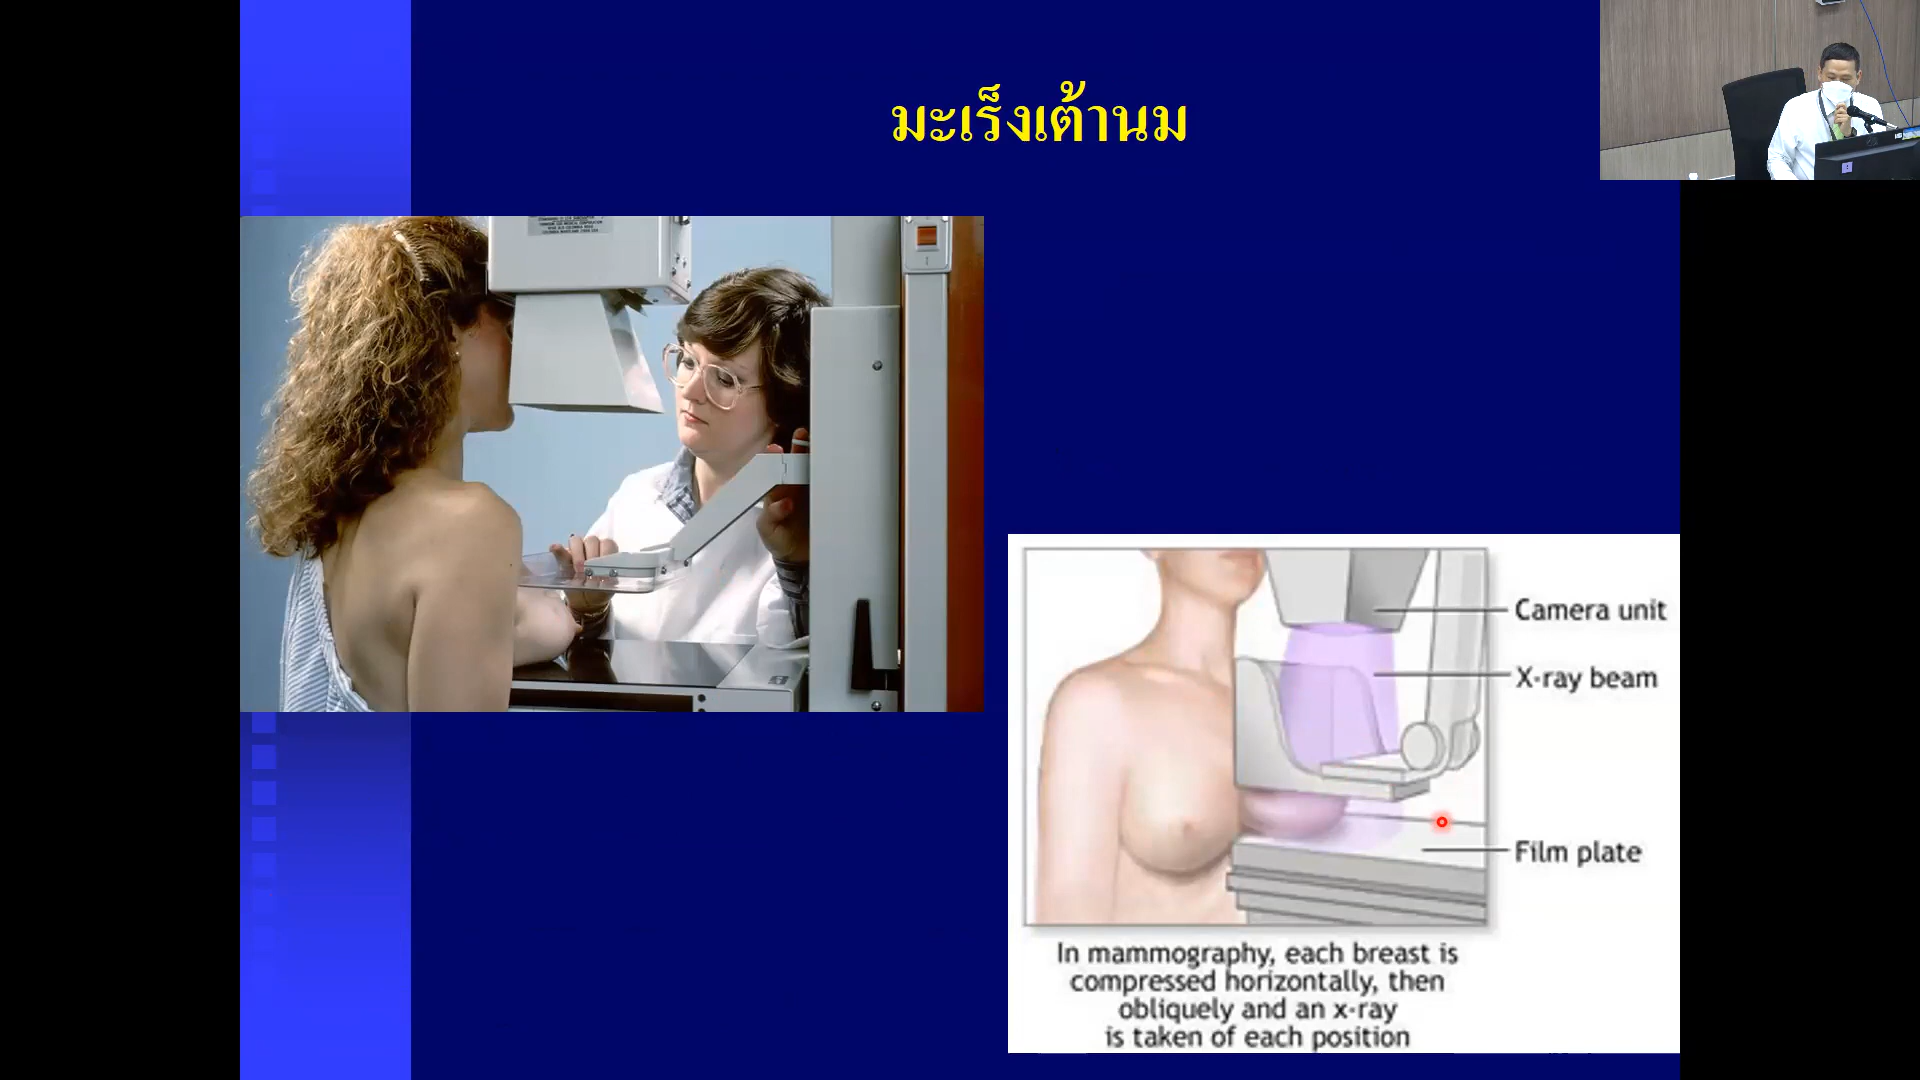 มะเร็งเต้านม
Camera unit
X-ray beam
Film plate
In mammography, each breast is
compressed horizontally, then
obliquely and an x-ray
is taken of each position